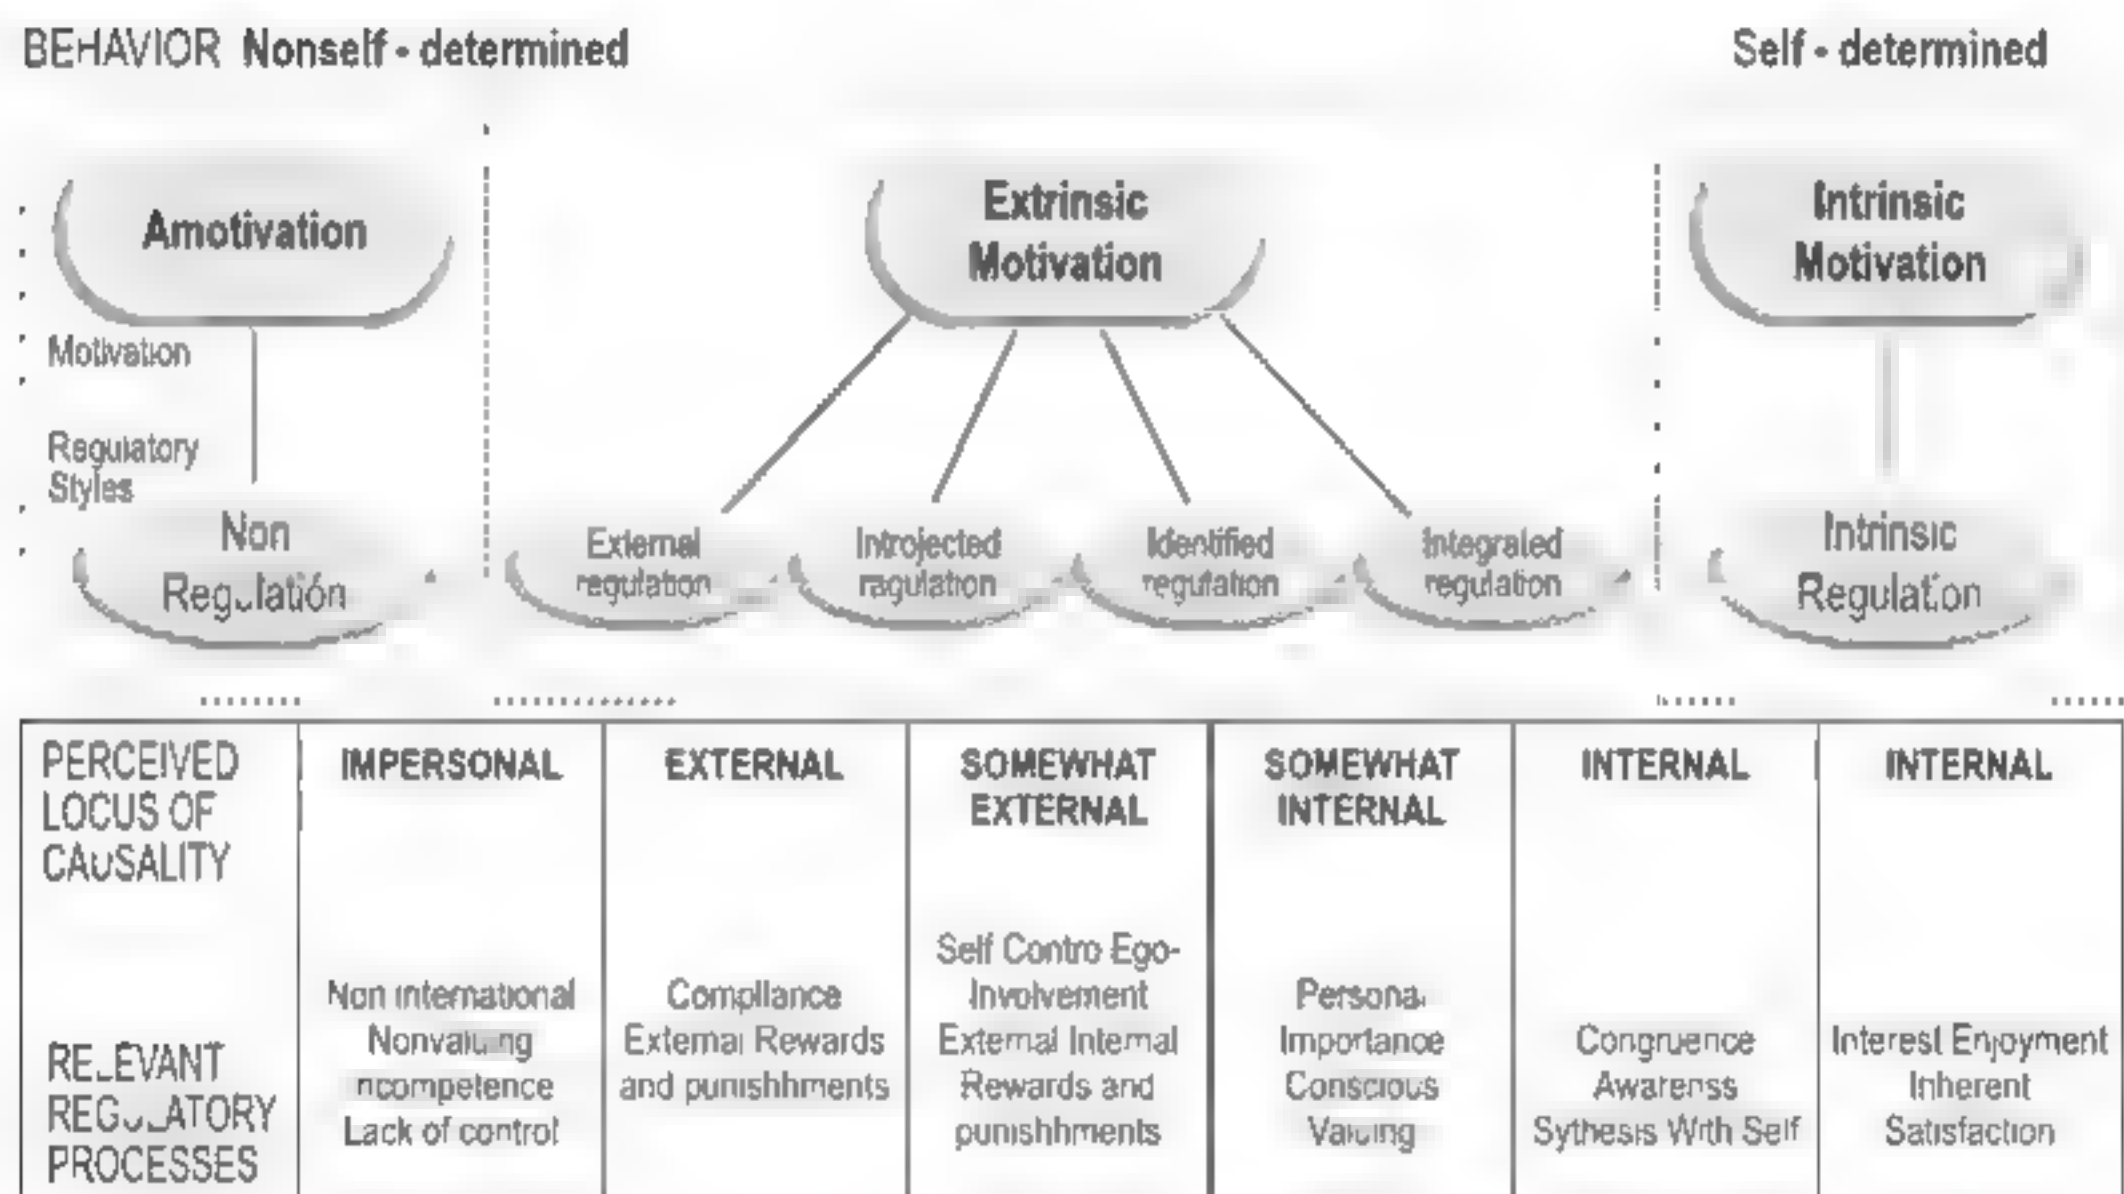 BEHAVIOR Nonself - determined
Self - determined
Amotivation
Extrinsic
Motivation
Intrinsic
Motivation
Motivation
Regulatory
Styles
Non
Regulation
External
regulation
Introjected
ragulation
Identified
regulation
Integrated
regulation
Intrinsic
Regulation
PERCEIVED
LOCUS OF
CAUSALITY
IMPERSONAL
EXTERNAL
SOMEWHAT
EXTERNAL
SOMEWHAT
INTERNAL
INTERNAL
INTERNAL
RELEVANT
REGULATORY
PROCESSES
Non international
Nonvaluing
ncompetence
Lack of control
Compliance
External Rewards
and punishhments
Self Contro Ego-
Involvement
External Internal
Rewards and
punishhments
Personal
Importance
Conscious
Valuing
Congruence
Awarenss
Sythesis With Self
Interest Enjoyment
Inherent
Satisfaction